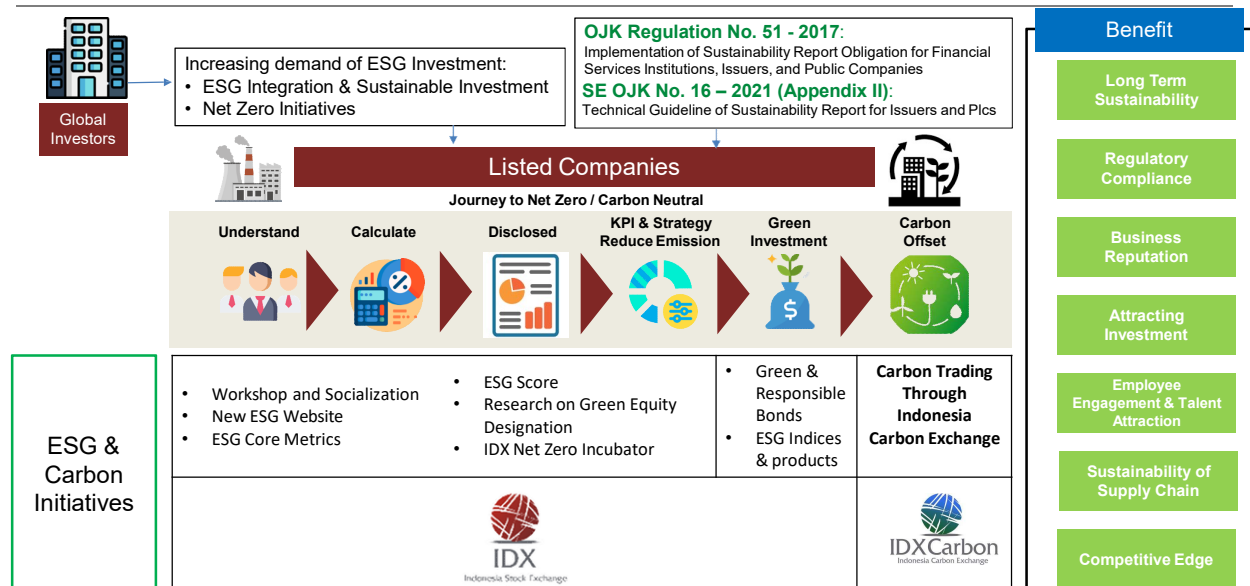 Global
Investors
Increasing demand of ESG Investment:
• ESG Integration & Sustainable Investment
• Net Zero Initiatives
OJK Regulation No. 51 - 2017:
Implementation of Sustainability Report Obligation for Financial
Services Institutions, Issuers, and Public Companies
SE OJK No. 16 – 2021 (Appendix II):
Technical Guideline of Sustainability Report for Issuers and Plcs
Listed Companies
Journey to Net Zero / Carbon Neutral
Understand
Calculate
Disclosed
KPI & Strategy
Reduce Emission
Green
Investment
Carbon
Offset
%
$
ESG &
Carbon
Initiatives
• Workshop and Socialization
• New ESG Website
• ESG Core Metrics
• ESG Score
• Research on Green Equity
Designation
• IDX Net Zero Incubator
• Green &
Responsible
Bonds
• ESG Indices
& products
Carbon Trading
Through
Indonesia
Carbon Exchange
IDX
Indonesia Stock Exchange
IDXCarbon
Indonesia Carbon Exchange
Benefit
Long Term
Sustainability
Regulatory
Compliance
Business
Reputation
Attracting
Investment
Employee
Engagement & Talent
Attraction
Sustainability of
Supply Chain
Competitive Edge